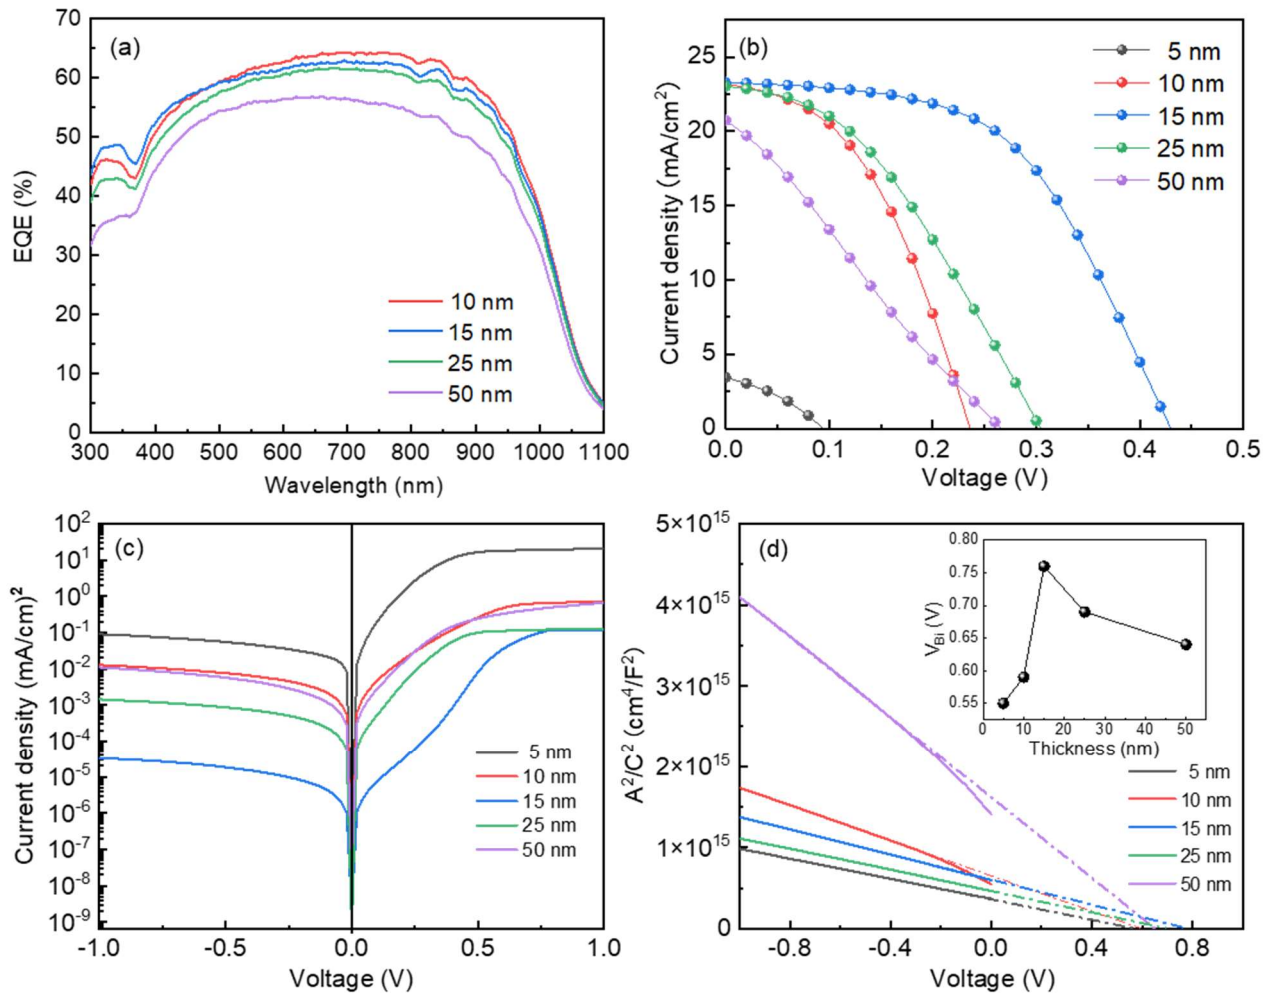 70
60
50
40
30
20
10
0
EQE (%)
(a)
10 nm
15 nm
25 nm
50 nm
300 400 500 600 700 800 900 1000 1100
Wavelength (nm)
25
20
15
10
5
0
Current density (mA/cm²)
(b)
5 nm
10 nm
15 nm
25 nm
50 nm
0.0 0.1 0.2 0.3 0.4 0.5
Voltage (V)
10²
10¹
10⁰
10⁻¹
10⁻²
10⁻³
10⁻⁴
10⁻⁵
10⁻⁶
10⁻⁷
10⁻⁸
10⁻⁹
Current density (mA/cm)²
(c)
5 nm
10 nm
15 nm
25 nm
50 nm
-1.0 -0.5 0.0 0.5 1.0
Voltage (V)
5×10¹⁵
4×10¹⁵
3×10¹⁵
2×10¹⁵
1×10¹⁵
0
A²/C² (cm⁴/F²)
(d)
0.80
0.75
0.70
0.65
0.60
0.55
V_Bi (V)
0 10 20 30 40 50
Thickness (nm)
5 nm
10 nm
15 nm
25 nm
50 nm
-0.8 -0.4 0.0 0.4 0.8
Voltage (V)